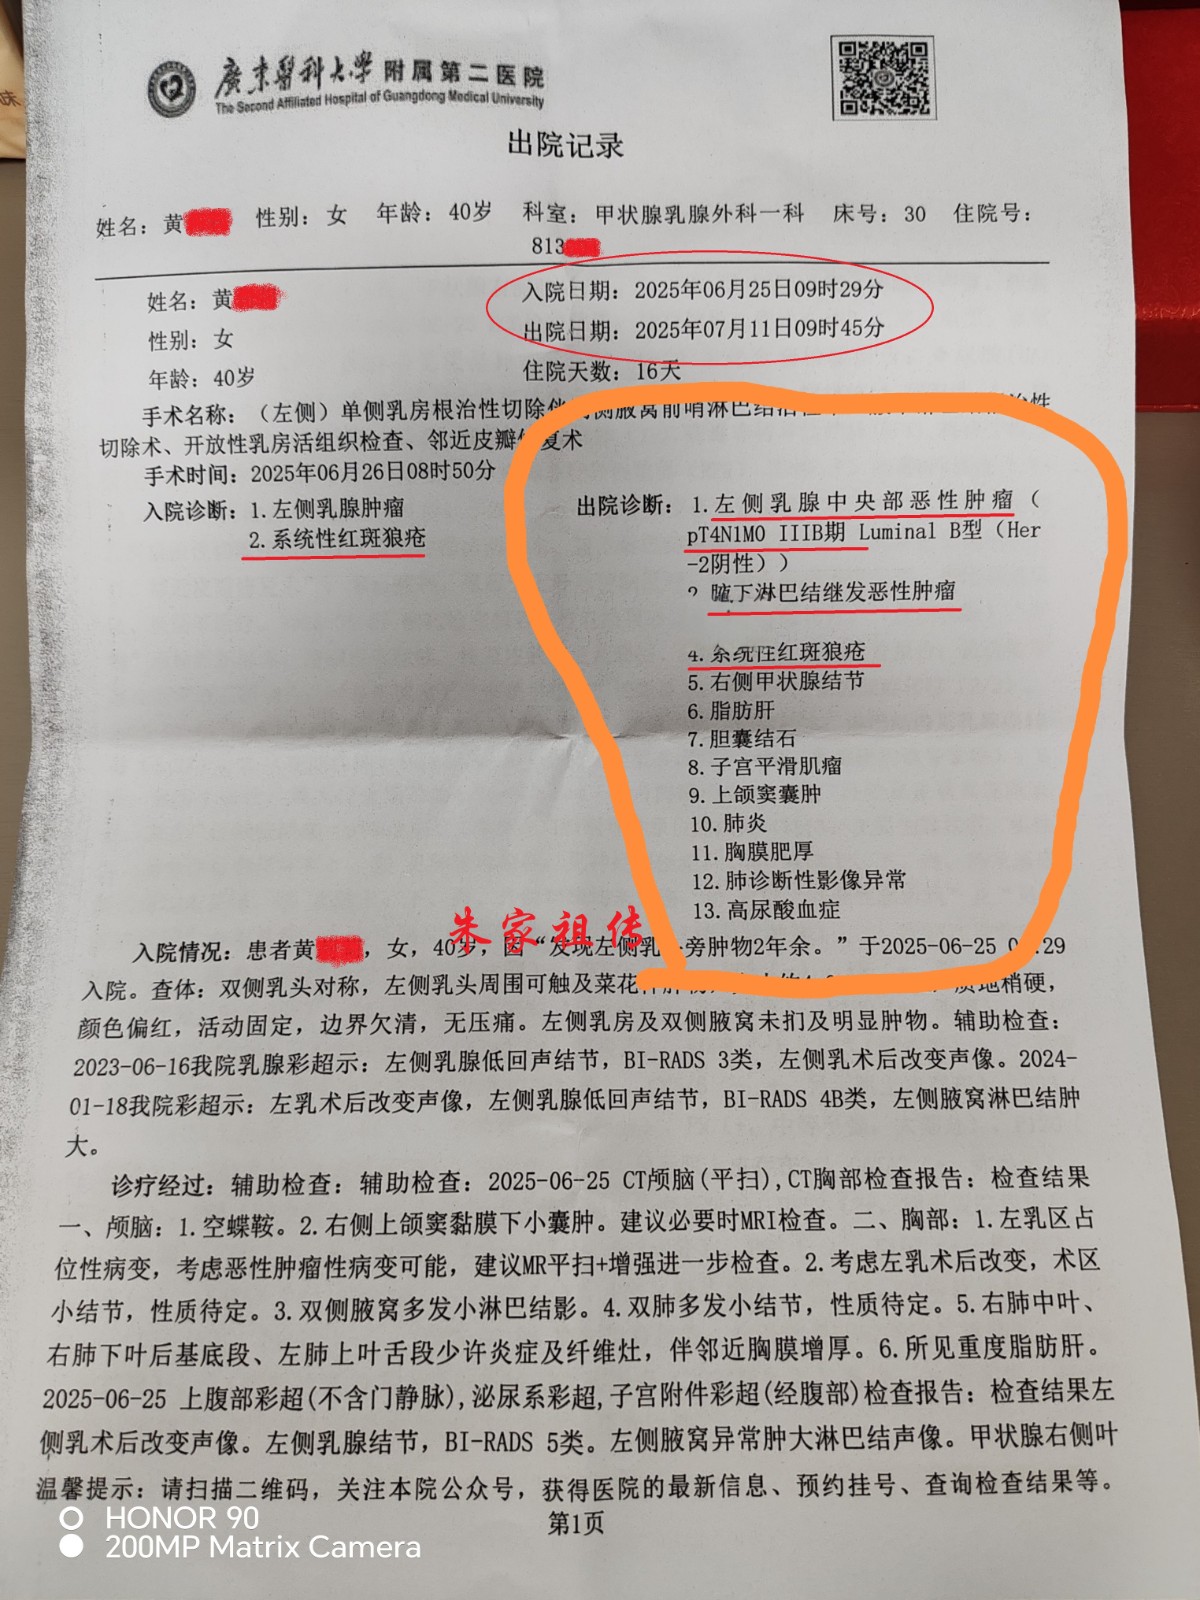 廣東醫科大學 附属第二医院
The Second Affiliated Hospital of Guangdong Medical University
出院记录
姓名：黄 性别：女 年龄：40岁 科室：甲状腺乳腺外科一科 床号：30 住院号：
813
姓名：黄 入院日期：2025年06月25日09时29分
性别：女 出院日期：2025年07月11日09时45分
年龄：40岁 住院天数：16天
手术名称：（左侧）单侧乳房根治性切除伴同侧腋窝前哨淋巴结活检
切除术、开放性乳房活组织检查、邻近皮瓣修复术
手术时间：2025年06月26日08时50分
入院诊断：1.左侧乳腺肿瘤
2.系统性红斑狼疮
出院诊断：1.左侧乳腺中央部恶性肿瘤（
pT4N1M0 IIIB期 Luminal B型（Her
-2阴性））
2 腋下淋巴结继发恶性肿瘤
4.系统性红斑狼疮
5.右侧甲状腺结节
6.脂肪肝
7.胆囊结石
8.子宫平滑肌瘤
9.上颌窦囊肿
10.肺炎
11.胸膜肥厚
12.肺诊断性影像异常
13.高尿酸血症
朱家祖传
入院情况：患者黄，女，40岁，因“发现左侧乳 旁肿物2年余。”于2025-06-25 0 :29
入院。查体：双侧乳头对称，左侧乳头周围可触及菜花 质地稍硬，
颜色偏红，活动固定，边界欠清，无压痛。左侧乳房及双侧腋窝未扪及明显肿物。辅助检查：
2023-06-16我院乳腺彩超示：左侧乳腺低回声结节，BI-RADS 3类，左侧乳术后改变声像。2024-
01-18我院彩超示：左乳术后改变声像，左侧乳腺低回声结节，BI-RADS 4B类，左侧腋窝淋巴结肿
大。
诊疗经过：辅助检查：辅助检查：2025-06-25 CT颅脑(平扫),CT胸部检查报告：检查结果
一、颅脑：1.空蝶鞍。2.右侧上颌窦黏膜下小囊肿。建议必要时MRI检查。二、胸部：1.左乳区占
位性病变，考虑恶性肿瘤性病变可能，建议MR平扫+增强进一步检查。2.考虑左乳术后改变，术区
小结节，性质待定。3.双侧腋窝多发小淋巴结影。4.双肺多发小结节，性质待定。5.右肺中叶、
右肺下叶后基底段、左肺上叶舌段少许炎症及纤维灶，伴邻近胸膜增厚。6.所见重度脂肪肝。
2025-06-25 上腹部彩超(不含门静脉),泌尿系彩超,子宫附件彩超(经腹部)检查报告：检查结果左
侧乳术后改变声像。左侧乳腺结节，BI-RADS 5类。左侧腋窝异常肿大淋巴结声像。甲状腺右侧叶
温馨提示：请扫描二维码，关注本院公众号，获得医院的最新信息、预约挂号、查询检查结果等。
第1页
HONOR 90
200MP Matrix Camera